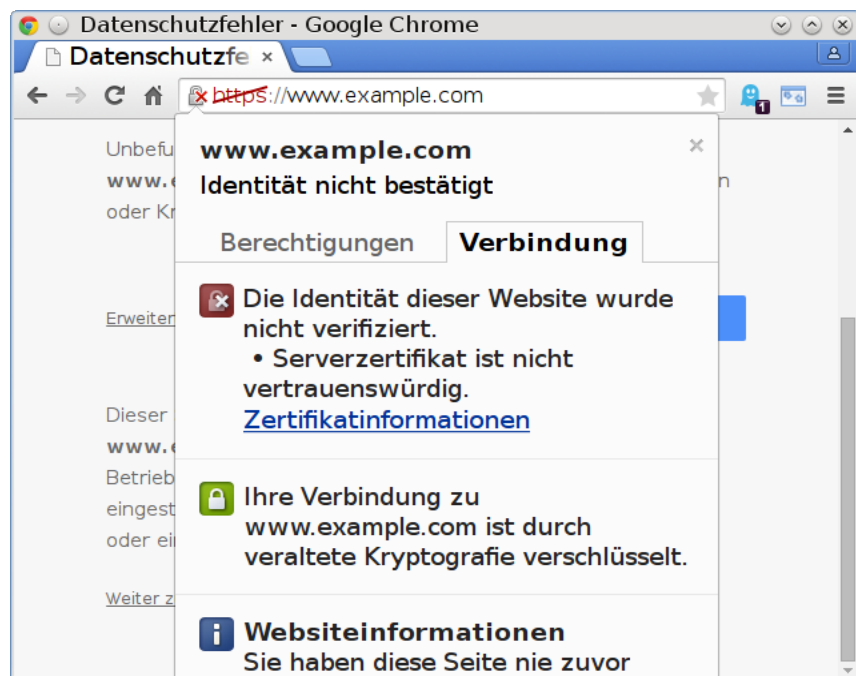 Datenschutzfehler - Google Chrome
Datenschutzfe
https://www.example.com
1
Unbefu
www.e
n
oder Kr
www.example.com
Identität nicht bestätigt
Berechtigungen Verbindung
Die Identität dieser Website wurde
nicht verifiziert.
• Serverzertifikat ist nicht
vertrauenswürdig.
Zertifikatinformationen
Erweiter
Dieser
www.e
Betrieb
eingest
oder ei
Weiter z
Ihre Verbindung zu
www.example.com ist durch
veraltete Kryptografie verschlüsselt.
Websiteinformationen
Sie haben diese Seite nie zuvor